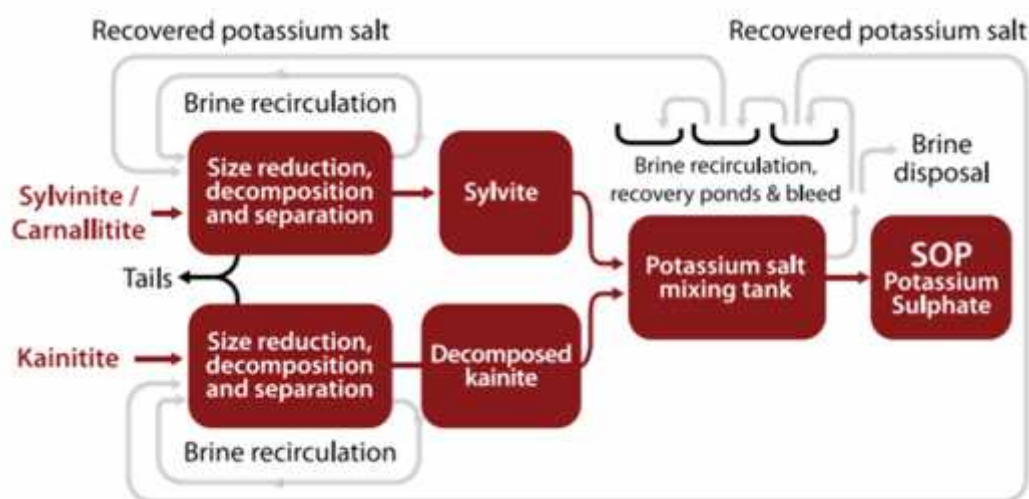 Recovered potassium salt
Recovered potassium salt
Brine recirculation
Size reduction,
decomposition
and separation
Sylvite
Brine recirculation,
recovery ponds & bleed
Brine
disposal
Sylvinite /
Carnallitite
Tails
Potassium salt
mixing tank
SOP
Potassium
Sulphate
Kainitite
Size reduction,
decomposition
and separation
Decomposed
kainite
Brine recirculation